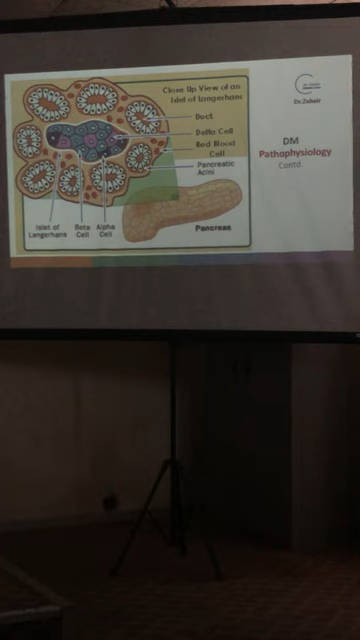 Close Up View of an
Islet of Langerhans
Duct
Delta Cell
Red Blood
Cell
Pancreatic
Acini
Islet of
Langerhans
Beta
Cell
Alpha
Cell
Pancreas
Dr.Zubair
DM
Pathophysiology
Contd.